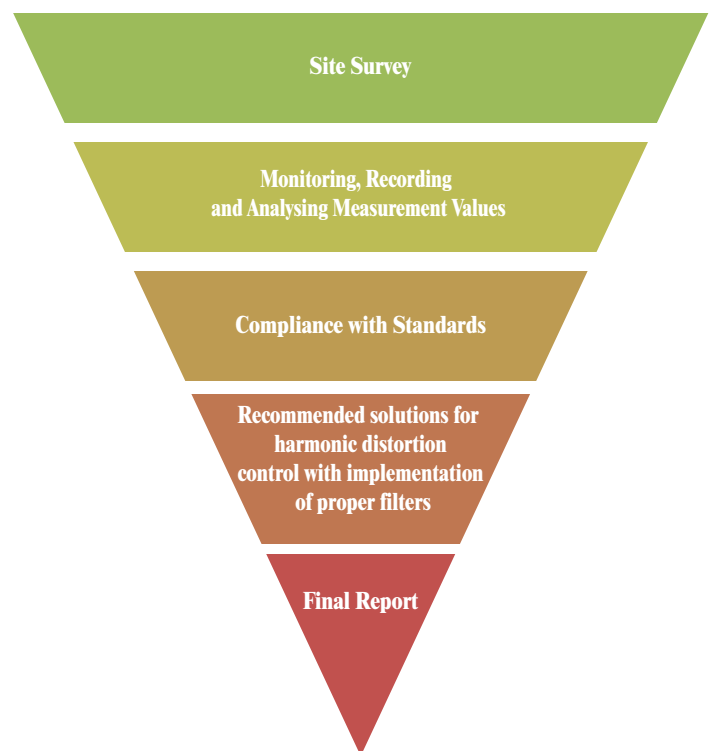 Site Survey
Monitoring, Recording
and Analysing Measurement Values
Compliance with Standards
Recommended solutions for
harmonic distortion
control with implementation
of proper filters
Final Report